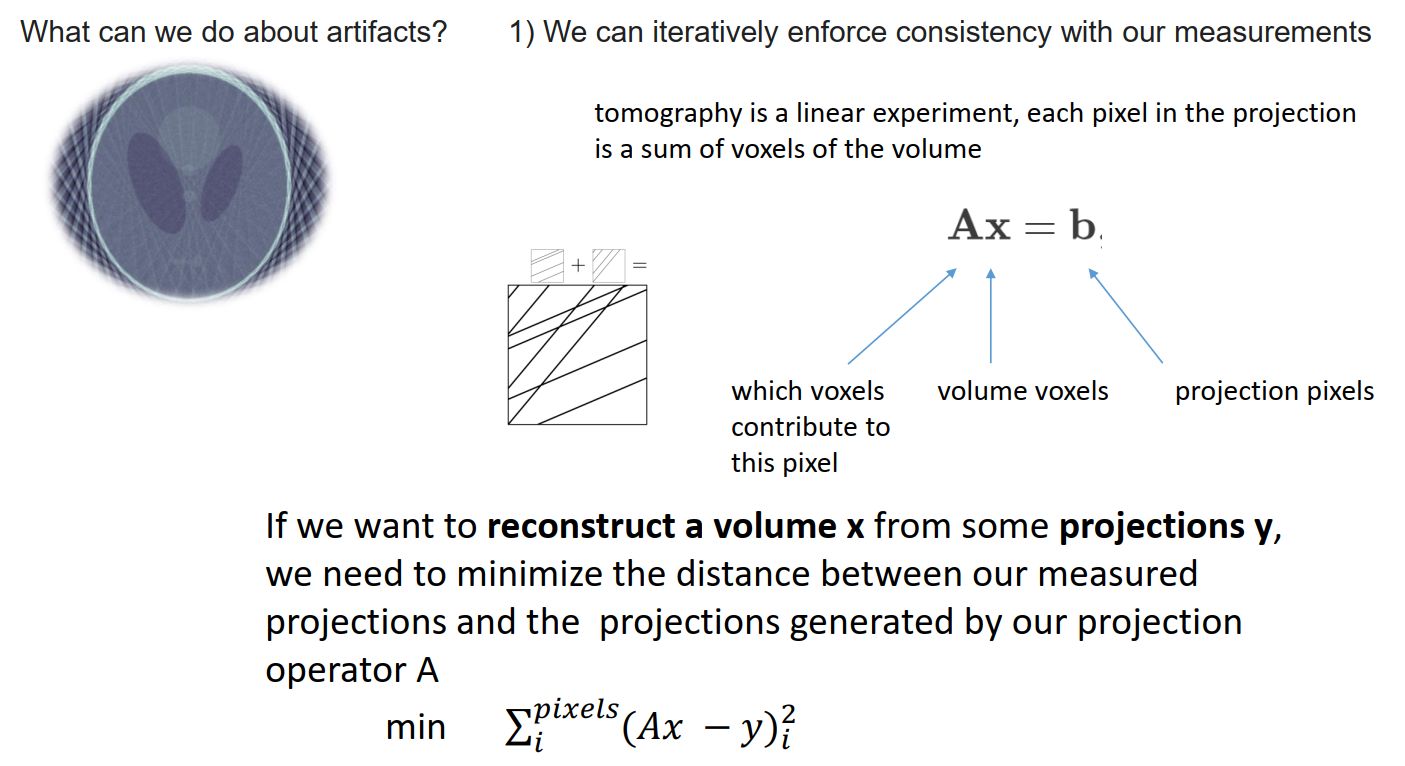 What can we do about artifacts?
1) We can iteratively enforce consistency with our measurements
tomography is a linear experiment, each pixel in the projection
is a sum of voxels of the volume
Ax = b,
+ =
which voxels
contribute to
this pixel
volume voxels
projection pixels
If we want to reconstruct a volume x from some projections y,
we need to minimize the distance between our measured
projections and the  projections generated by our projection
operator A
min ∑_i^{pixels}(Ax − y)_i^2